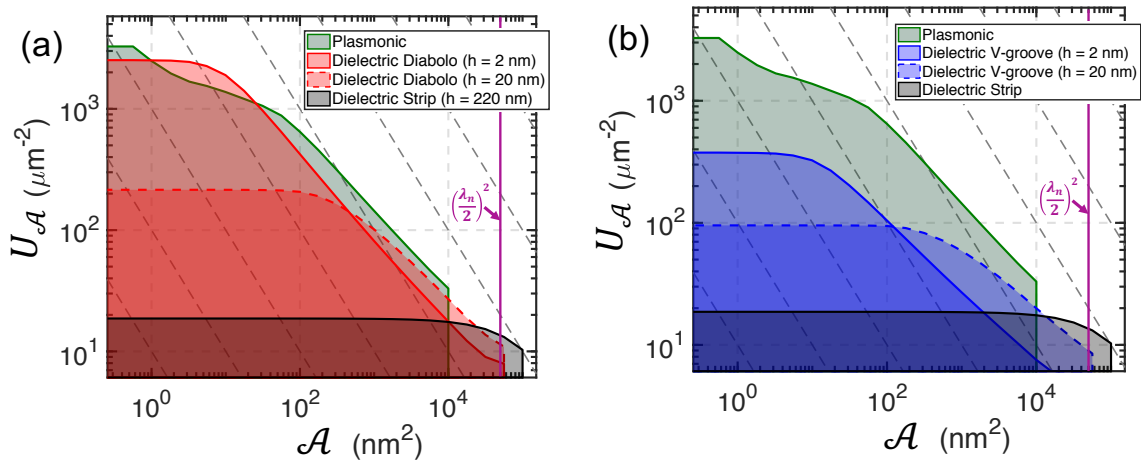 (a)
Plasmonic
Dielectric Diabolo (h = 2 nm)
Dielectric Diabolo (h = 20 nm)
Dielectric Strip (h = 220 nm)
10³
10²
10¹
U_𝒜 (μm⁻²)
(λₙ/2)²
10⁰ 10² 10⁴
𝒜 (nm²)
(b)
Plasmonic
Dielectric V-groove (h = 2 nm)
Dielectric V-groove (h = 20 nm)
Dielectric Strip
10³
10²
10¹
U_𝒜 (μm⁻²)
(λₙ/2)²
10⁰ 10² 10⁴
𝒜 (nm²)